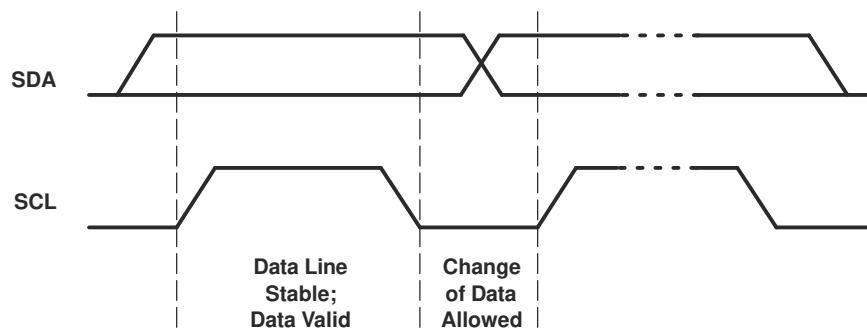 SDA
SCL
Data Line
Stable;
Data Valid
Change
of Data
Allowed